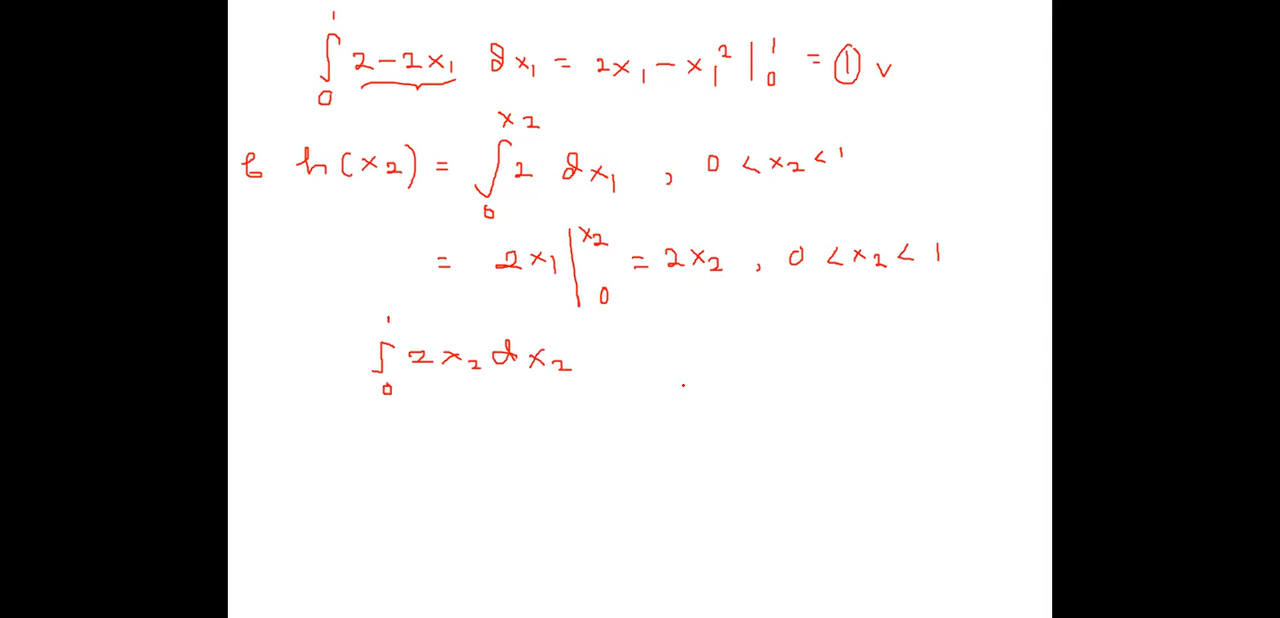 ∫₀¹ 2 - 2x₁ dx₁ = 2x₁ - x₁² |₀¹ = ① v
b h(x₂) = ∫₀^x₂ 2 dx₁ , 0 < x₂ < 1
= 2x₁ |₀^x₂ = 2x₂ , 0 < x₂ < 1
∫₀¹ 2x₂ dx₂